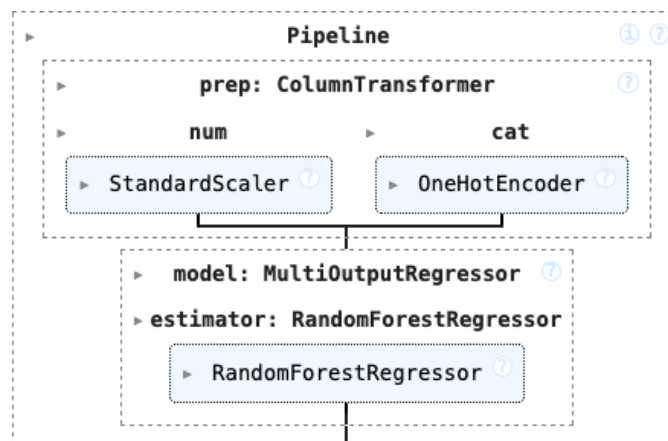 Pipeline i ?
prep: ColumnTransformer ?
num cat
StandardScaler ? OneHotEncoder ?
model: MultiOutputRegressor ?
estimator: RandomForestRegressor
RandomForestRegressor ?